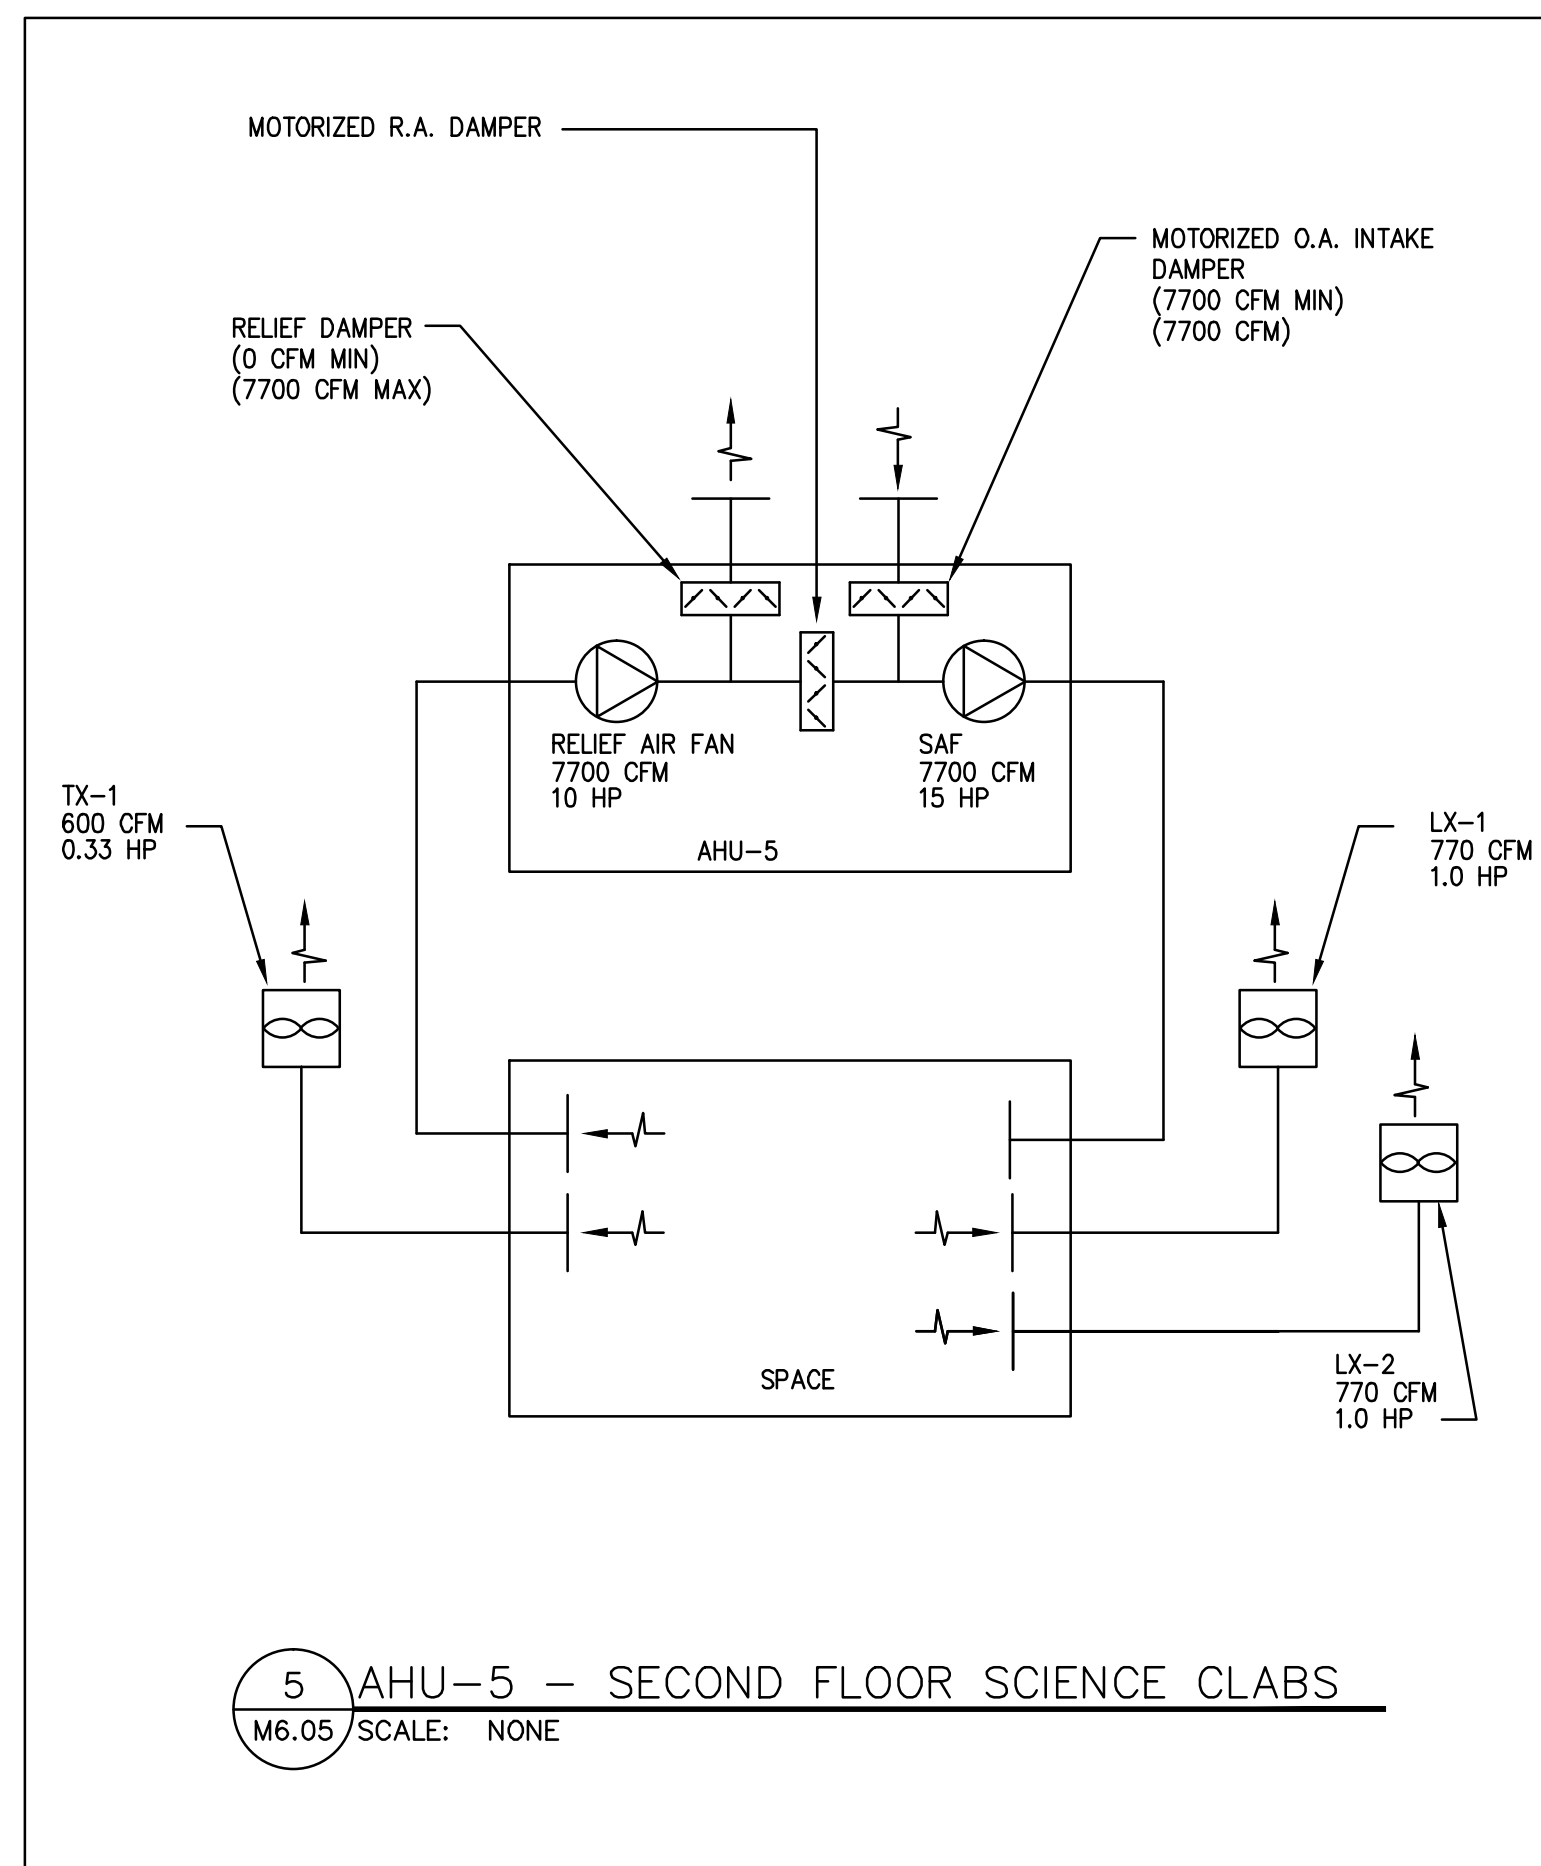 MOTORIZED R.A. DAMPER
MOTORIZED O.A. INTAKE
DAMPER
(7700 CFM MIN)
(7700 CFM)
RELIEF DAMPER
(0 CFM MIN)
(7700 CFM MAX)
RELIEF AIR FAN
7700 CFM
10 HP
SAF
7700 CFM
15 HP
AHU-5
TX-1
600 CFM
0.33 HP
LX-1
770 CFM
1.0 HP
SPACE
LX-2
770 CFM
1.0 HP
5
M6.05
AHU-5 - SECOND FLOOR SCIENCE CLABS
SCALE: NONE